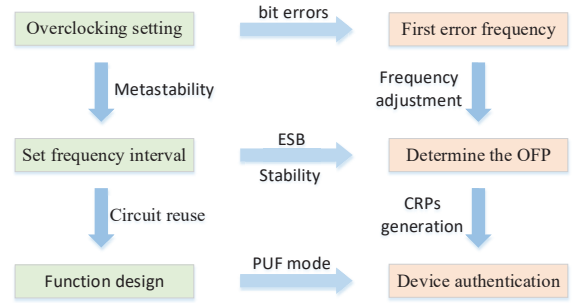 Overclocking setting
bit errors
First error frequency
Metastability
Frequency
adjustment
Set frequency interval
ESB
Stability
Determine the OFP
Circuit reuse
CRPs
generation
Function design
PUF mode
Device authentication